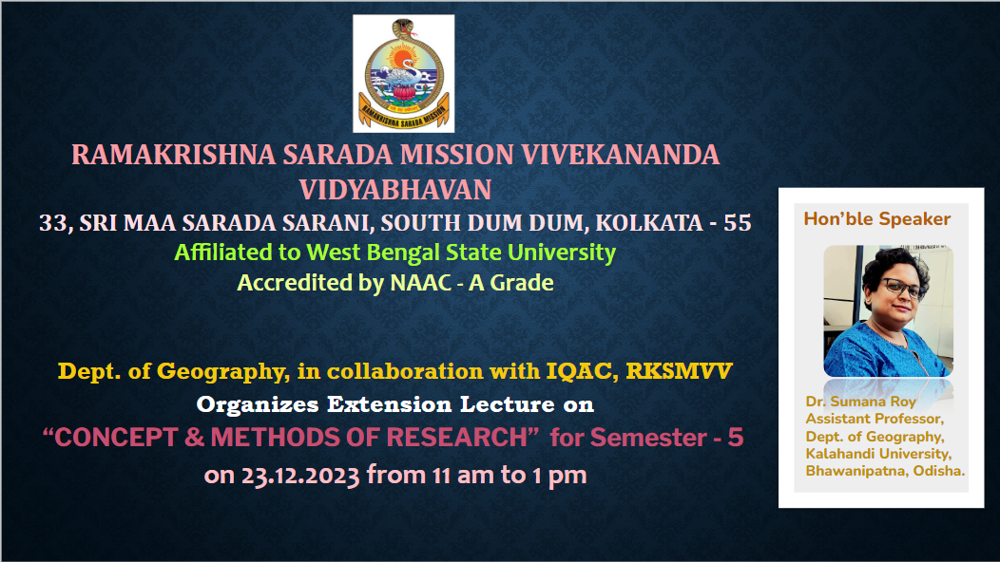 RAMAKRISHNA SARADA MISSION
RAMAKRISHNA SARADA MISSION VIVEKANANDA
VIDYABHAVAN
33, SRI MAA SARADA SARANI, SOUTH DUM DUM, KOLKATA - 55
Affiliated to West Bengal State University
Accredited by NAAC - A Grade
Dept. of Geography, in collaboration with IQAC, RKSMVV
Organizes Extension Lecture on
“CONCEPT & METHODS OF RESEARCH” for Semester - 5
on 23.12.2023 from 11 am to 1 pm
Hon’ble Speaker
Dr. Sumana Roy
Assistant Professor,
Dept. of Geography,
Kalahandi University,
Bhawanipatna, Odisha.